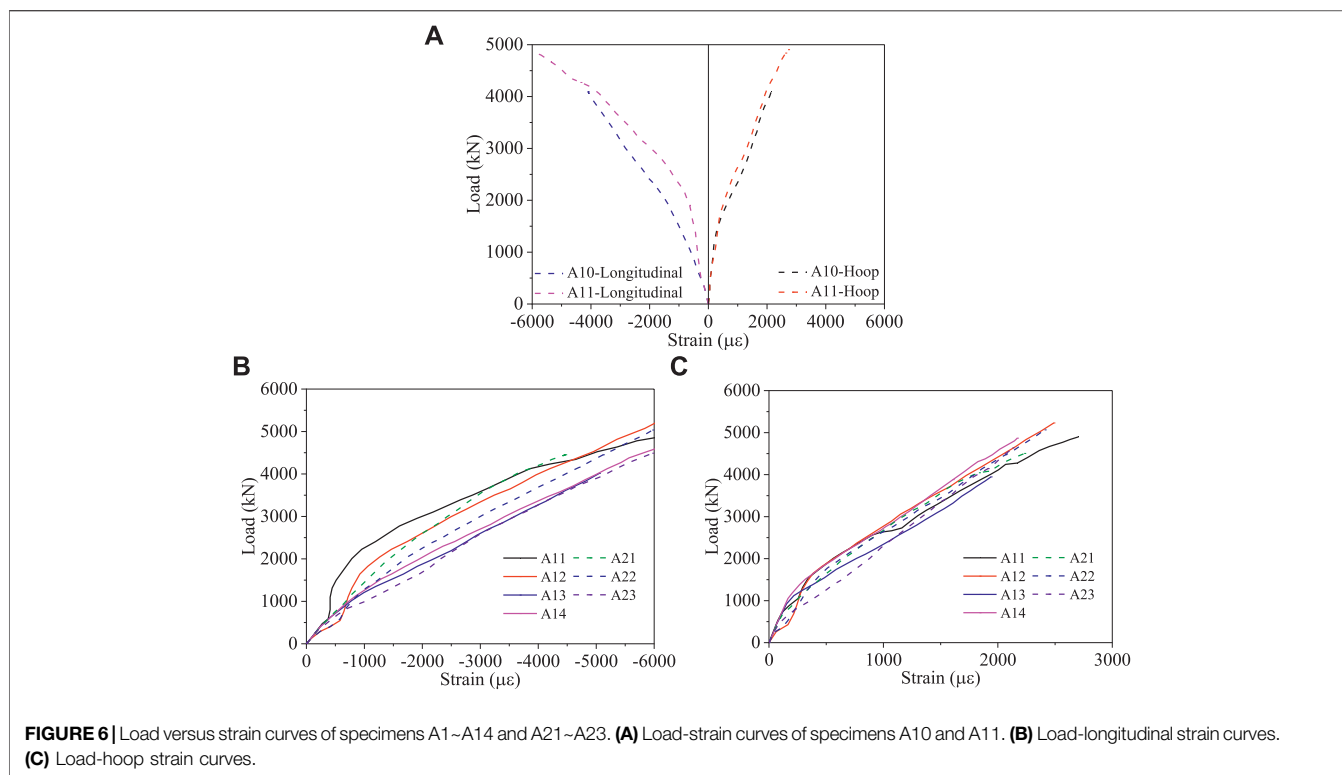 A
5000
4000
3000
2000
1000
0
Load (kN)
A10-Longitudinal
A11-Longitudinal
A10-Hoop
A11-Hoop
-6000 -4000 -2000 0 2000 4000 6000
Strain (με)
B
6000
5000
4000
3000
2000
1000
0
Load (kN)
A11 A21
A12 A22
A13 A23
A14
0 -1000 -2000 -3000 -4000 -5000 -6000
Strain (με)
C
6000
5000
4000
3000
2000
1000
0
Load (kN)
A11 A21
A12 A22
A13 A23
A14
0 1000 2000 3000
Strain (με)
FIGURE 6 | Load versus strain curves of specimens A1~A14 and A21~A23. (A) Load-strain curves of specimens A10 and A11. (B) Load-longitudinal strain curves.
(C) Load-hoop strain curves.